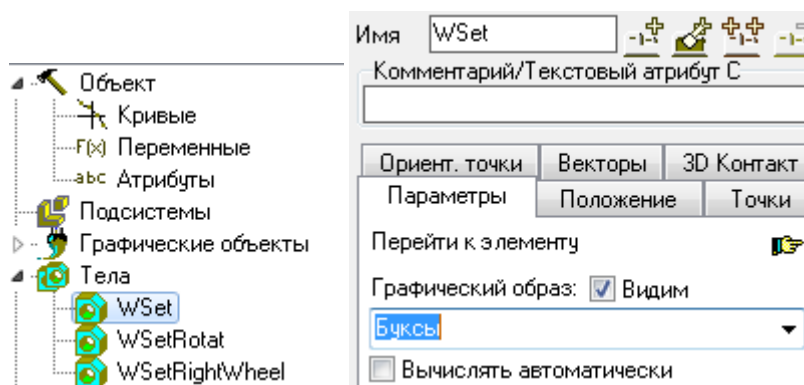 Объект
Кривые
F(x) Переменные
abc Атрибуты
Подсистемы
Графические объекты
Тела
WSet
WSetRotat
WSetRightWheel
Имя WSet
Комментарий/Текстовый атрибут C
Ориент. точки Векторы 3D Контакт
Параметры Положение Точки
Перейти к элементу
Графический образ: Видим
Буксы
Вычислять автоматически